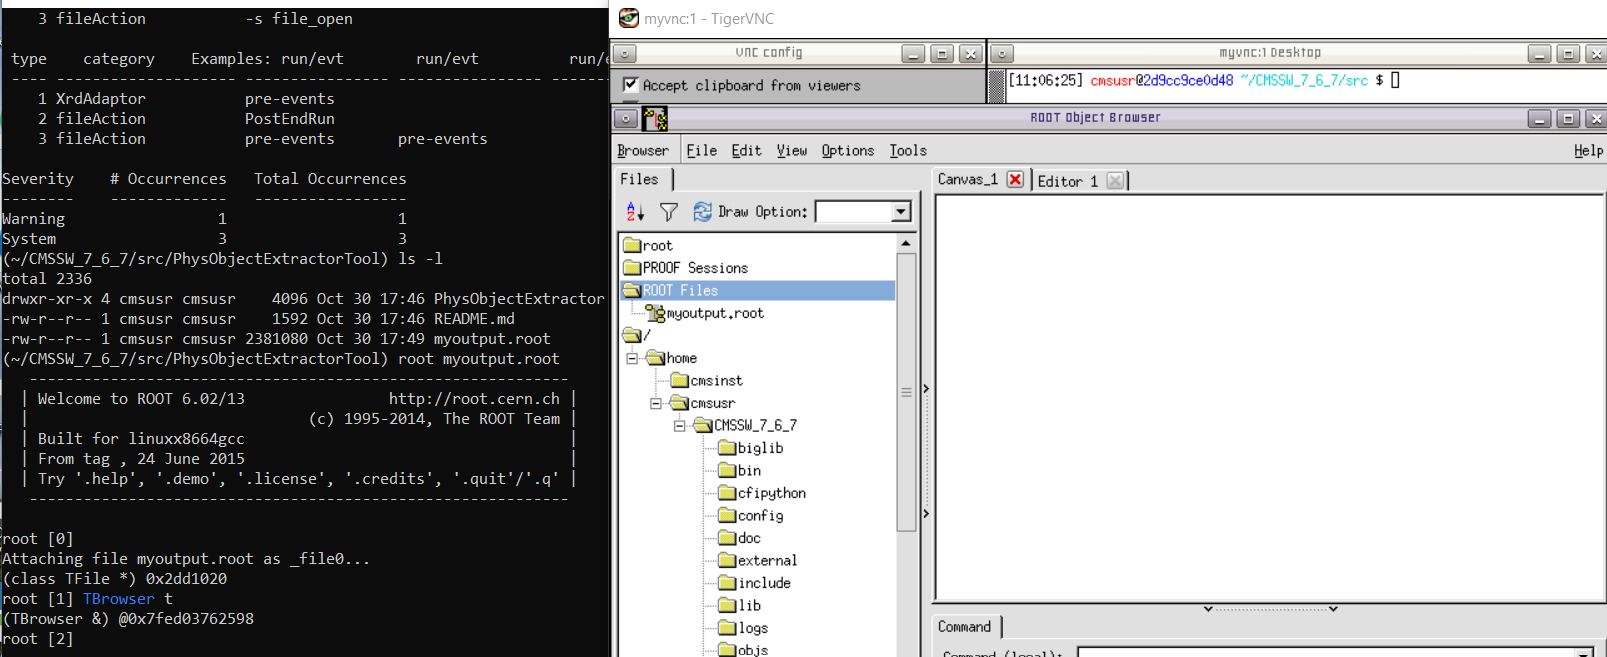 3 fileAction           -s file_open
 type    category    Examples: run/evt        run/evt          run/e
 ---- -------------------- ---------------- ---------------- -------
    1 XrdAdaptor           pre-events
    2 fileAction           PostEndRun
    3 fileAction           pre-events       pre-events
Severity    # Occurrences   Total Occurrences
--------    -------------   -----------------
Warning                 1                   1
System                  3                   3
(~/CMSSW_7_6_7/src/PhysObjectExtractorTool) ls -l
total 2336
drwxr-xr-x 4 cmsusr cmsusr    4096 Oct 30 17:46 PhysObjectExtractor
-rw-r--r-- 1 cmsusr cmsusr    1592 Oct 30 17:46 README.md
-rw-r--r-- 1 cmsusr cmsusr 2381080 Oct 30 17:49 myoutput.root
(~/CMSSW_7_6_7/src/PhysObjectExtractorTool) root myoutput.root
   ------------------------------------------------------------
  | Welcome to ROOT 6.02/13                http://root.cern.ch |
  |                               (c) 1995-2014, The ROOT Team |
  | Built for linuxx8664gcc                                    |
  | From tag , 24 June 2015                                    |
  | Try '.help', '.demo', '.license', '.credits', '.quit'/'.q' |
   ------------------------------------------------------------
root [0]
Attaching file myoutput.root as _file0...
(class TFile *) 0x2dd1020
root [1] TBrowser t
(TBrowser &) @0x7fed03762598
root [2]
myvnc:1 - TigerVNC
VNC config
Accept clipboard from viewers
myvnc:1 Desktop
[11:06:25] cmsusr@2d9cc9ce0d48 ~/CMSSW_7_6_7/src $
ROOT Object Browser
Browser File Edit View Options Tools Help
Files
Draw Option:
root
PROOF Sessions
ROOT Files
myoutput.root
/
home
cmsinst
cmsusr
CMSSW_7_6_7
biglib
bin
cfipython
config
doc
external
include
lib
logs
objs
Canvas_1 Editor 1
Command
Command (local):